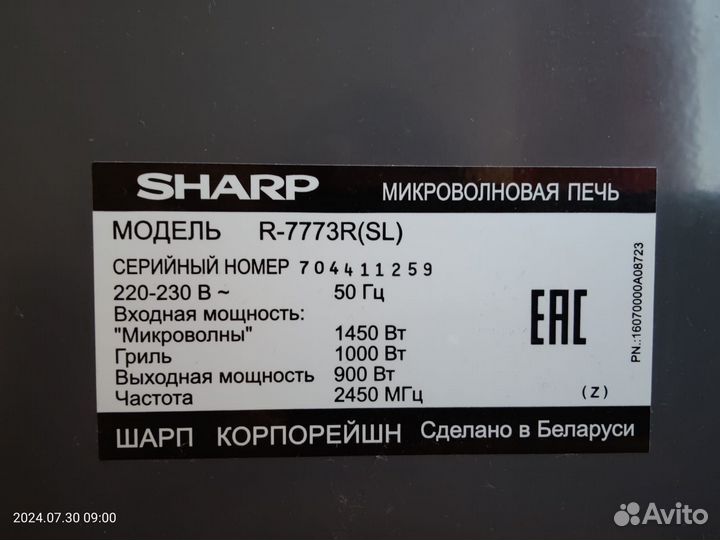 SHARP МИКРОВОЛНОВАЯ ПЕЧЬ
МОДЕЛЬ R-7773R(SL)
СЕРИЙНЫЙ НОМЕР 704411259
220-230 В ~ 50 Гц
Входная мощность:
"Микроволны" 1450 Вт
Гриль 1000 Вт
Выходная мощность 900 Вт
Частота 2450 МГц
EAC
(Z)
PN.:16070000A08723
ШАРП КОРПОРЕЙШН Сделано в Беларуси
2024.07.30 09:00
Avito